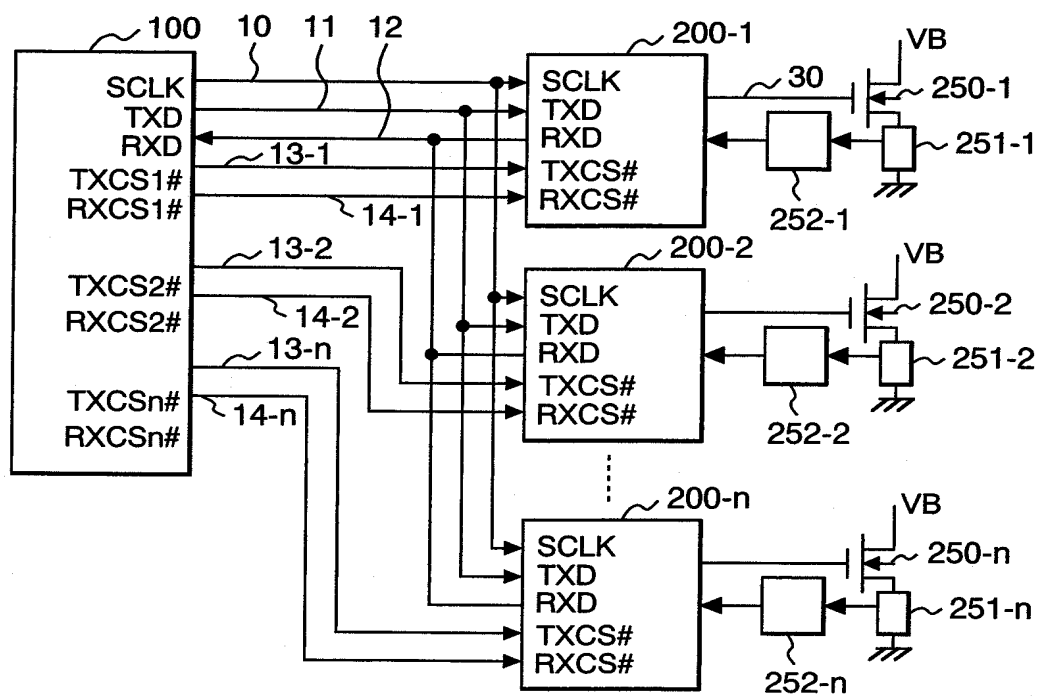 100
10
11
12
SCLK
TXD
RXD
TXCS1#
RXCS1#
TXCS2#
RXCS2#
TXCSn#
RXCSn#
13-1
14-1
13-2
14-2
13-n
14-n
200-1
SCLK
TXD
RXD
TXCS#
RXCS#
30
VB
250-1
251-1
252-1
200-2
SCLK
TXD
RXD
TXCS#
RXCS#
VB
250-2
251-2
252-2
200-n
SCLK
TXD
RXD
TXCS#
RXCS#
VB
250-n
251-n
252-n